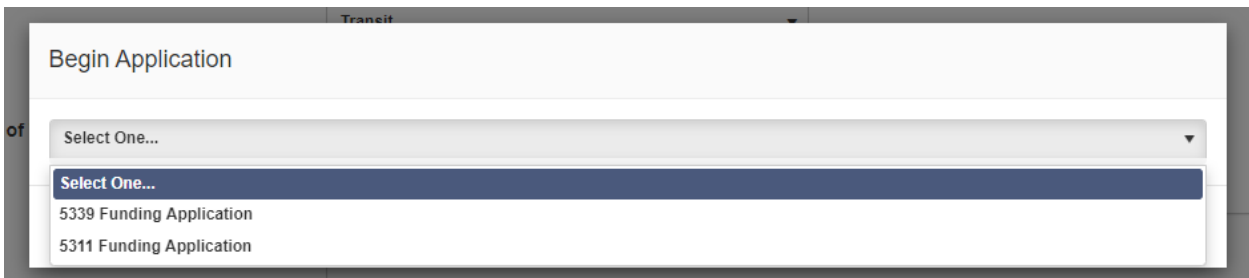 Transit
Begin Application
of
Select One...
Select One...
5339 Funding Application
5311 Funding Application